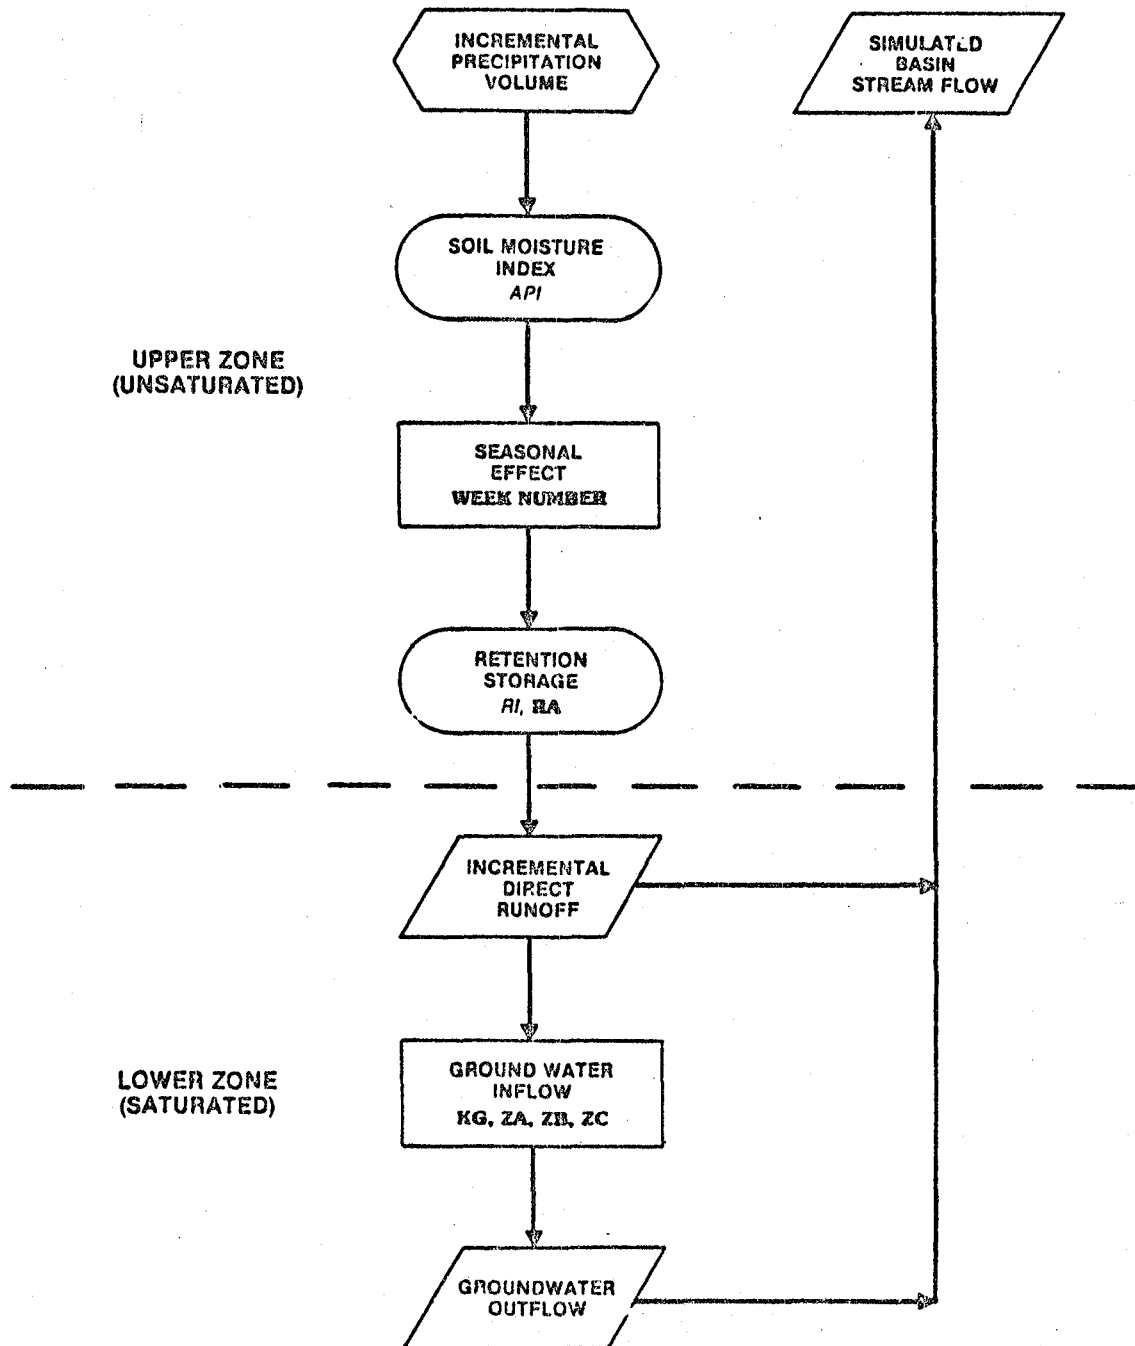 INCREMENTAL
PRECIPITATION
VOLUME
SIMULATED
BASIN
STREAM FLOW
SOIL MOISTURE
INDEX
API
UPPER ZONE
(UNSATURATED)
SEASONAL
EFFECT
WEEK NUMBER
RETENTION
STORAGE
RI, RA
INCREMENTAL
DIRECT
RUNOFF
LOWER ZONE
(SATURATED)
GROUND WATER
INFLOW
KG, ZA, ZB, ZC
GROUNDWATER
OUTFLOW